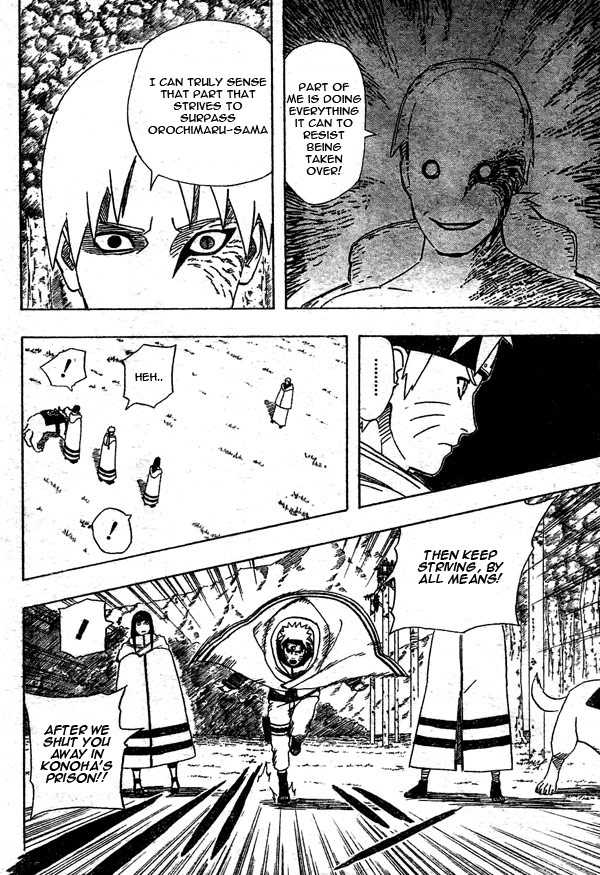 PART OF
ME IS DOING
EVERYTHING
IT CAN TO
RESIST
BEING
TAKEN
OVER!
I CAN TRULY SENSE
THAT PART THAT
STRIVES TO
SURPASS
OROCHIMARU-SAMA
.........
HEH..
!
!
THEN KEEP
STRIVING, BY
ALL MEANS!
!
AFTER WE
SHUT YOU
AWAY IN
KONOHA'S
PRISON!!